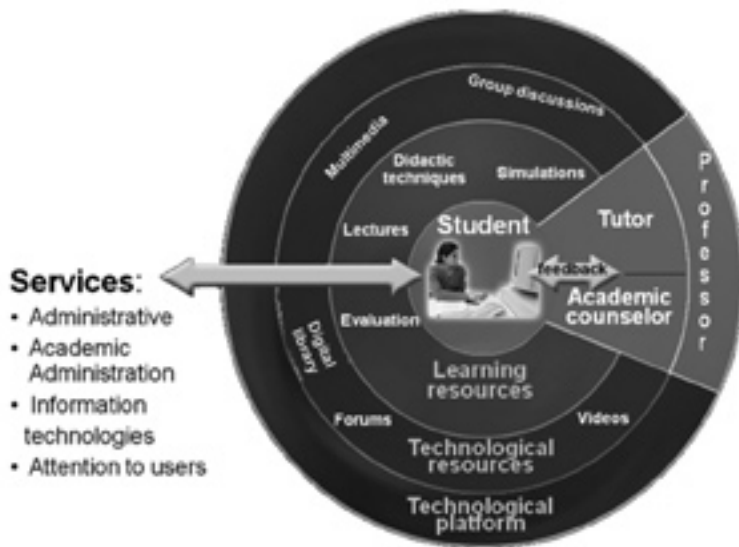 Group discussions
Multimedia
Didactic
techniques
Simulations
Professor
Student
Tutor
Lectures
feedback
Services:
• Administrative
• Academic
Administration
• Information
technologies
• Attention to users
Academic
counselor
Evaluation
Digital
library
Learning
resources
Forums
Videos
Technological
resources
Technological
platform